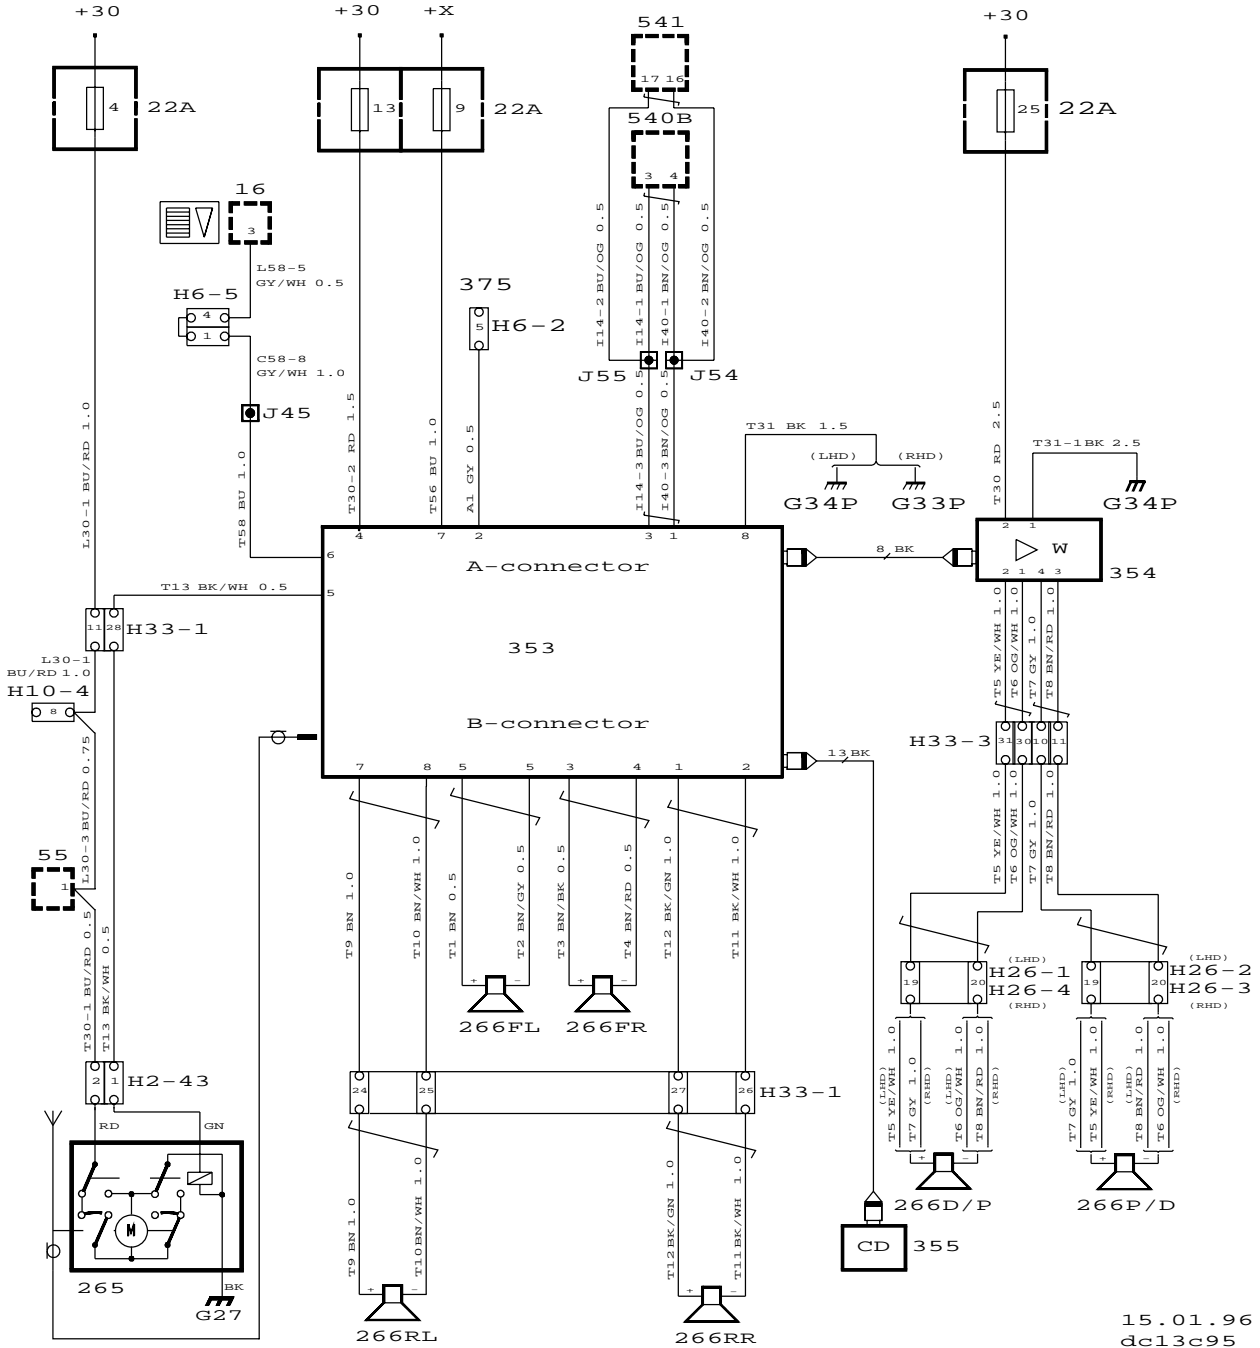 +30
+30
+X
541
+30
17 16
4
22A
13
9
22A
540B
25
22A
3 4
16
3
L58-5
GY/WH 0.5
H6-5
4
1
375
5
H6-2
I14-2 BU/OG 0.5
I14-1 BU/OG 0.5
I40-1 BN/OG 0.5
I40-2 BN/OG 0.5
C58-8
GY/WH 1.0
J55
J54
J45
L30-1 BU/RD 1.0
T58 BU 1.0
T30-2 RD 1.5
T56 BU 1.0
A1 GY 0.5
I14-3 BU/OG 0.5
I40-3 BN/OG 0.5
T31 BK 1.5
(LHD)
(RHD)
G34P
G33P
T30 RD 2.5
T31-1BK 2.5
G34P
4
7
2
3
1
8
2
1
6
A-connector
8 BK
W
354
2 1 4 3
T13 BK/WH 0.5
5
11
28
H33-1
353
T5 YE/WH 1.0
T6 OG/WH 1.0
T7 GY 1.0
T8 BN/RD 1.0
L30-1
BU/RD 1.0
H10-4
8
B-connector
H33-3
31
30
10
11
13 BK
7
8
5
5
3
4
1
2
L30-3 BU/RD 0.75
55
1
T5 YE/WH 1.0
T6 OG/WH 1.0
T7 GY 1.0
T8 BN/RD 1.0
T9 BN 1.0
T10 BN/WH 1.0
T1 BN 0.5
T2 BN/GY 0.5
T3 BN/BK 0.5
T4 BN/RD 0.5
T12 BK/GN 1.0
T11 BK/WH 1.0
T30-1 BU/RD 0.5
T13 BK/WH 0.5
+
-
+
-
266FL
266FR
19
20
(LHD)
H26-1
H26-4
(RHD)
19
20
(LHD)
H26-2
H26-3
(RHD)
2
1
H2-43
24
25
27
26
H33-1
(LHD)
T5 YE/WH 1.0
T7 GY 1.0
(RHD)
(LHD)
T6 OG/WH 1.0
T8 BN/RD 1.0
(RHD)
(LHD)
T7 GY 1.0
T5 YE/WH 1.0
(RHD)
(LHD)
T8 BN/RD 1.0
T6 OG/WH 1.0
(RHD)
RD
GN
+
-
+
-
266D/P
266P/D
M
T9 BN 1.0
T10BN/WH 1.0
T12BK/GN 1.0
T11BK/WH 1.0
CD
355
265
BK
G27
+
-
+
-
266RL
266RR
15.01.96
dc13c95